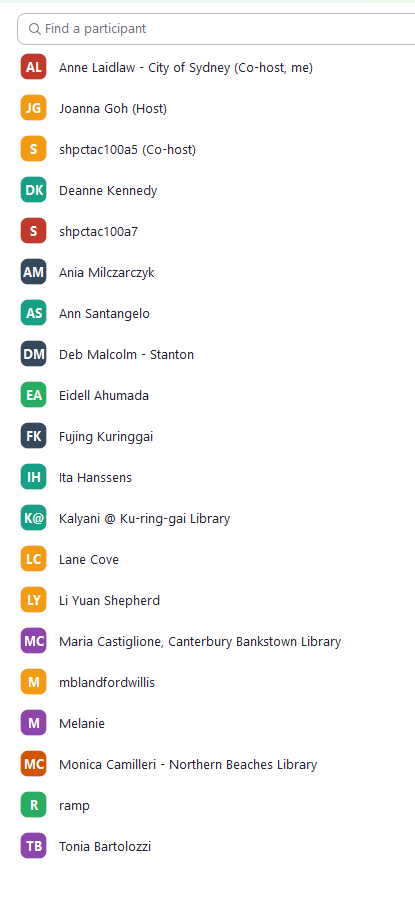 Find a participant
AL Anne Laidlaw - City of Sydney (Co-host, me)
JG Joanna Goh (Host)
S shpctac100a5 (Co-host)
DK Deanne Kennedy
S shpctac100a7
AM Ania Milczarczyk
AS Ann Santangelo
DM Deb Malcolm - Stanton
EA Eidell Ahumada
FK Fujing Kuringgai
IH Ita Hanssens
K@ Kalyani @ Ku-ring-gai Library
LC Lane Cove
LY Li Yuan Shepherd
MC Maria Castiglione, Canterbury Bankstown Library
M mblandfordwillis
M Melanie
MC Monica Camilleri - Northern Beaches Library
R ramp
TB Tonia Bartolozzi